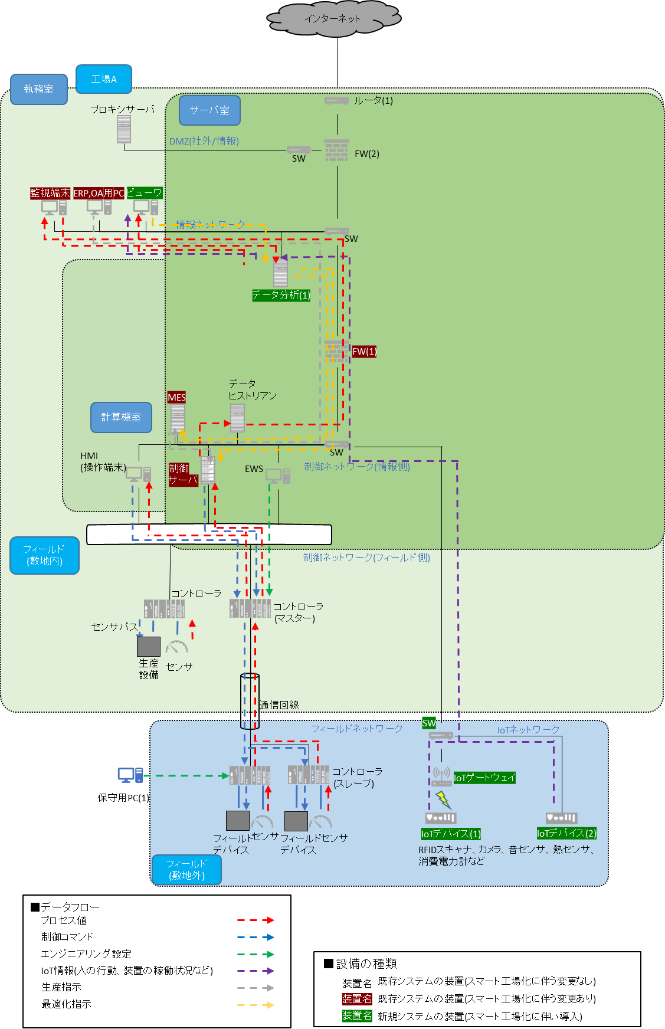 インターネット
工場A
執務室
サーバ室
ルータ(1)
プロキシサーバ
DMZ(社外/情報)
SW
FW(2)
監視端末
ERP,OA用PC
ビューワ
情報ネットワーク
SW
データ分析(1)
FW(1)
計算機室
MES
データ
ヒストリアン
SW
HMI
(操作端末)
制御
サーバ
EWS
制御ネットワーク(情報側)
フィールド
(敷地内)
制御ネットワーク(フィールド側)
コントローラ
コントローラ
(マスター)
センサバス
生産
設備
センサ
通信回線
フィールドネットワーク
SW
IoTネットワーク
保守用PC(1)
コントローラ
(スレーブ)
IoTゲートウェイ
フィールド
デバイス
センサ
フィールド
デバイス
センサ
IoTデバイス(1)
IoTデバイス(2)
RFIDスキャナ、カメラ、音センサ、熱センサ、
消費電力計など
フィールド
(敷地外)
■データフロー
プロセス値
制御コマンド
エンジニアリング設定
IoT情報(人の行動、装置の稼働状況など)
生産指示
最適化指示
■設備の種類
装置名 既存システムの装置(スマート工場化に伴う変更なし)
装置名 既存システムの装置(スマート工場化に伴う変更あり)
装置名 新規システムの装置(スマート工場化に伴い導入)